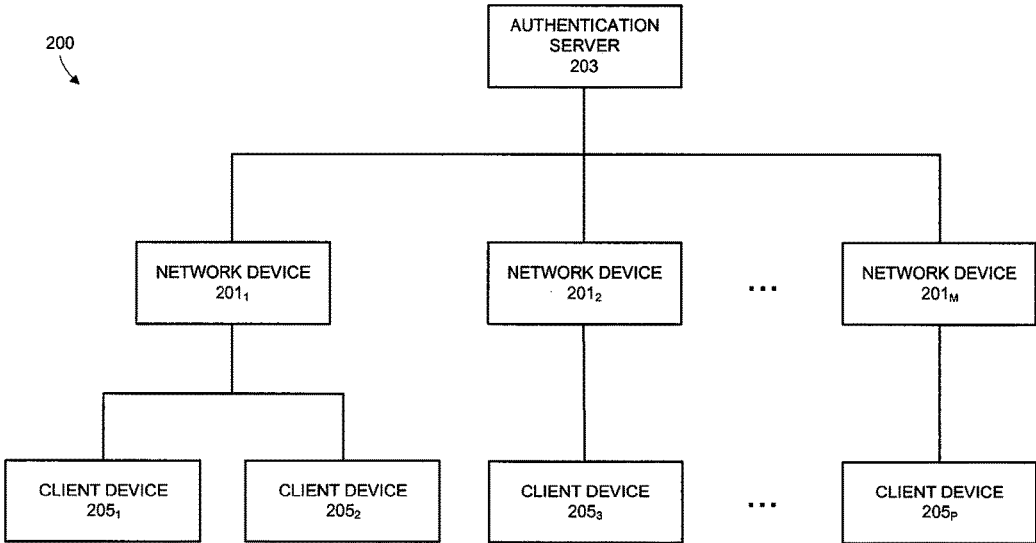 200
AUTHENTICATION
SERVER
203
NETWORK DEVICE
201₁
NETWORK DEVICE
201₂
...
NETWORK DEVICE
201ₘ
CLIENT DEVICE
205₁
CLIENT DEVICE
205₂
CLIENT DEVICE
205₃
...
CLIENT DEVICE
205ₚ